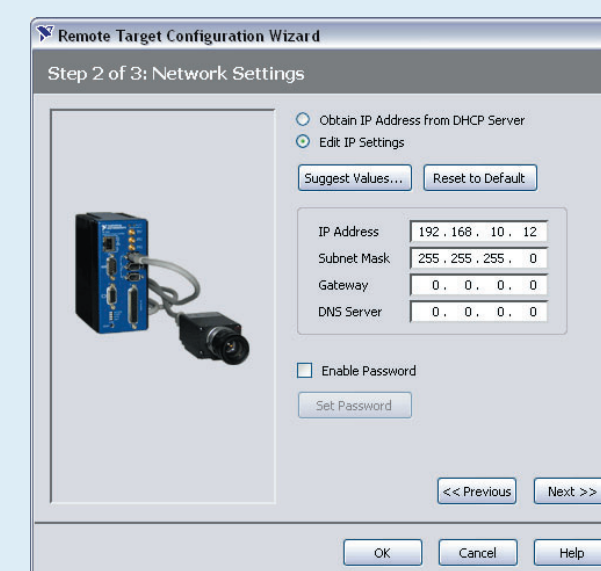 Remote Target Configuration Wizard
Step 2 of 3: Network Settings
Obtain IP Address from DHCP Server
Edit IP Settings
Suggest Values... Reset to Default
IP Address 192 . 168 . 10 . 12
Subnet Mask 255 . 255 . 255 . 0
Gateway 0 . 0 . 0 . 0
DNS Server 0 . 0 . 0 . 0
Enable Password
Set Password
<< Previous Next >>
OK Cancel Help